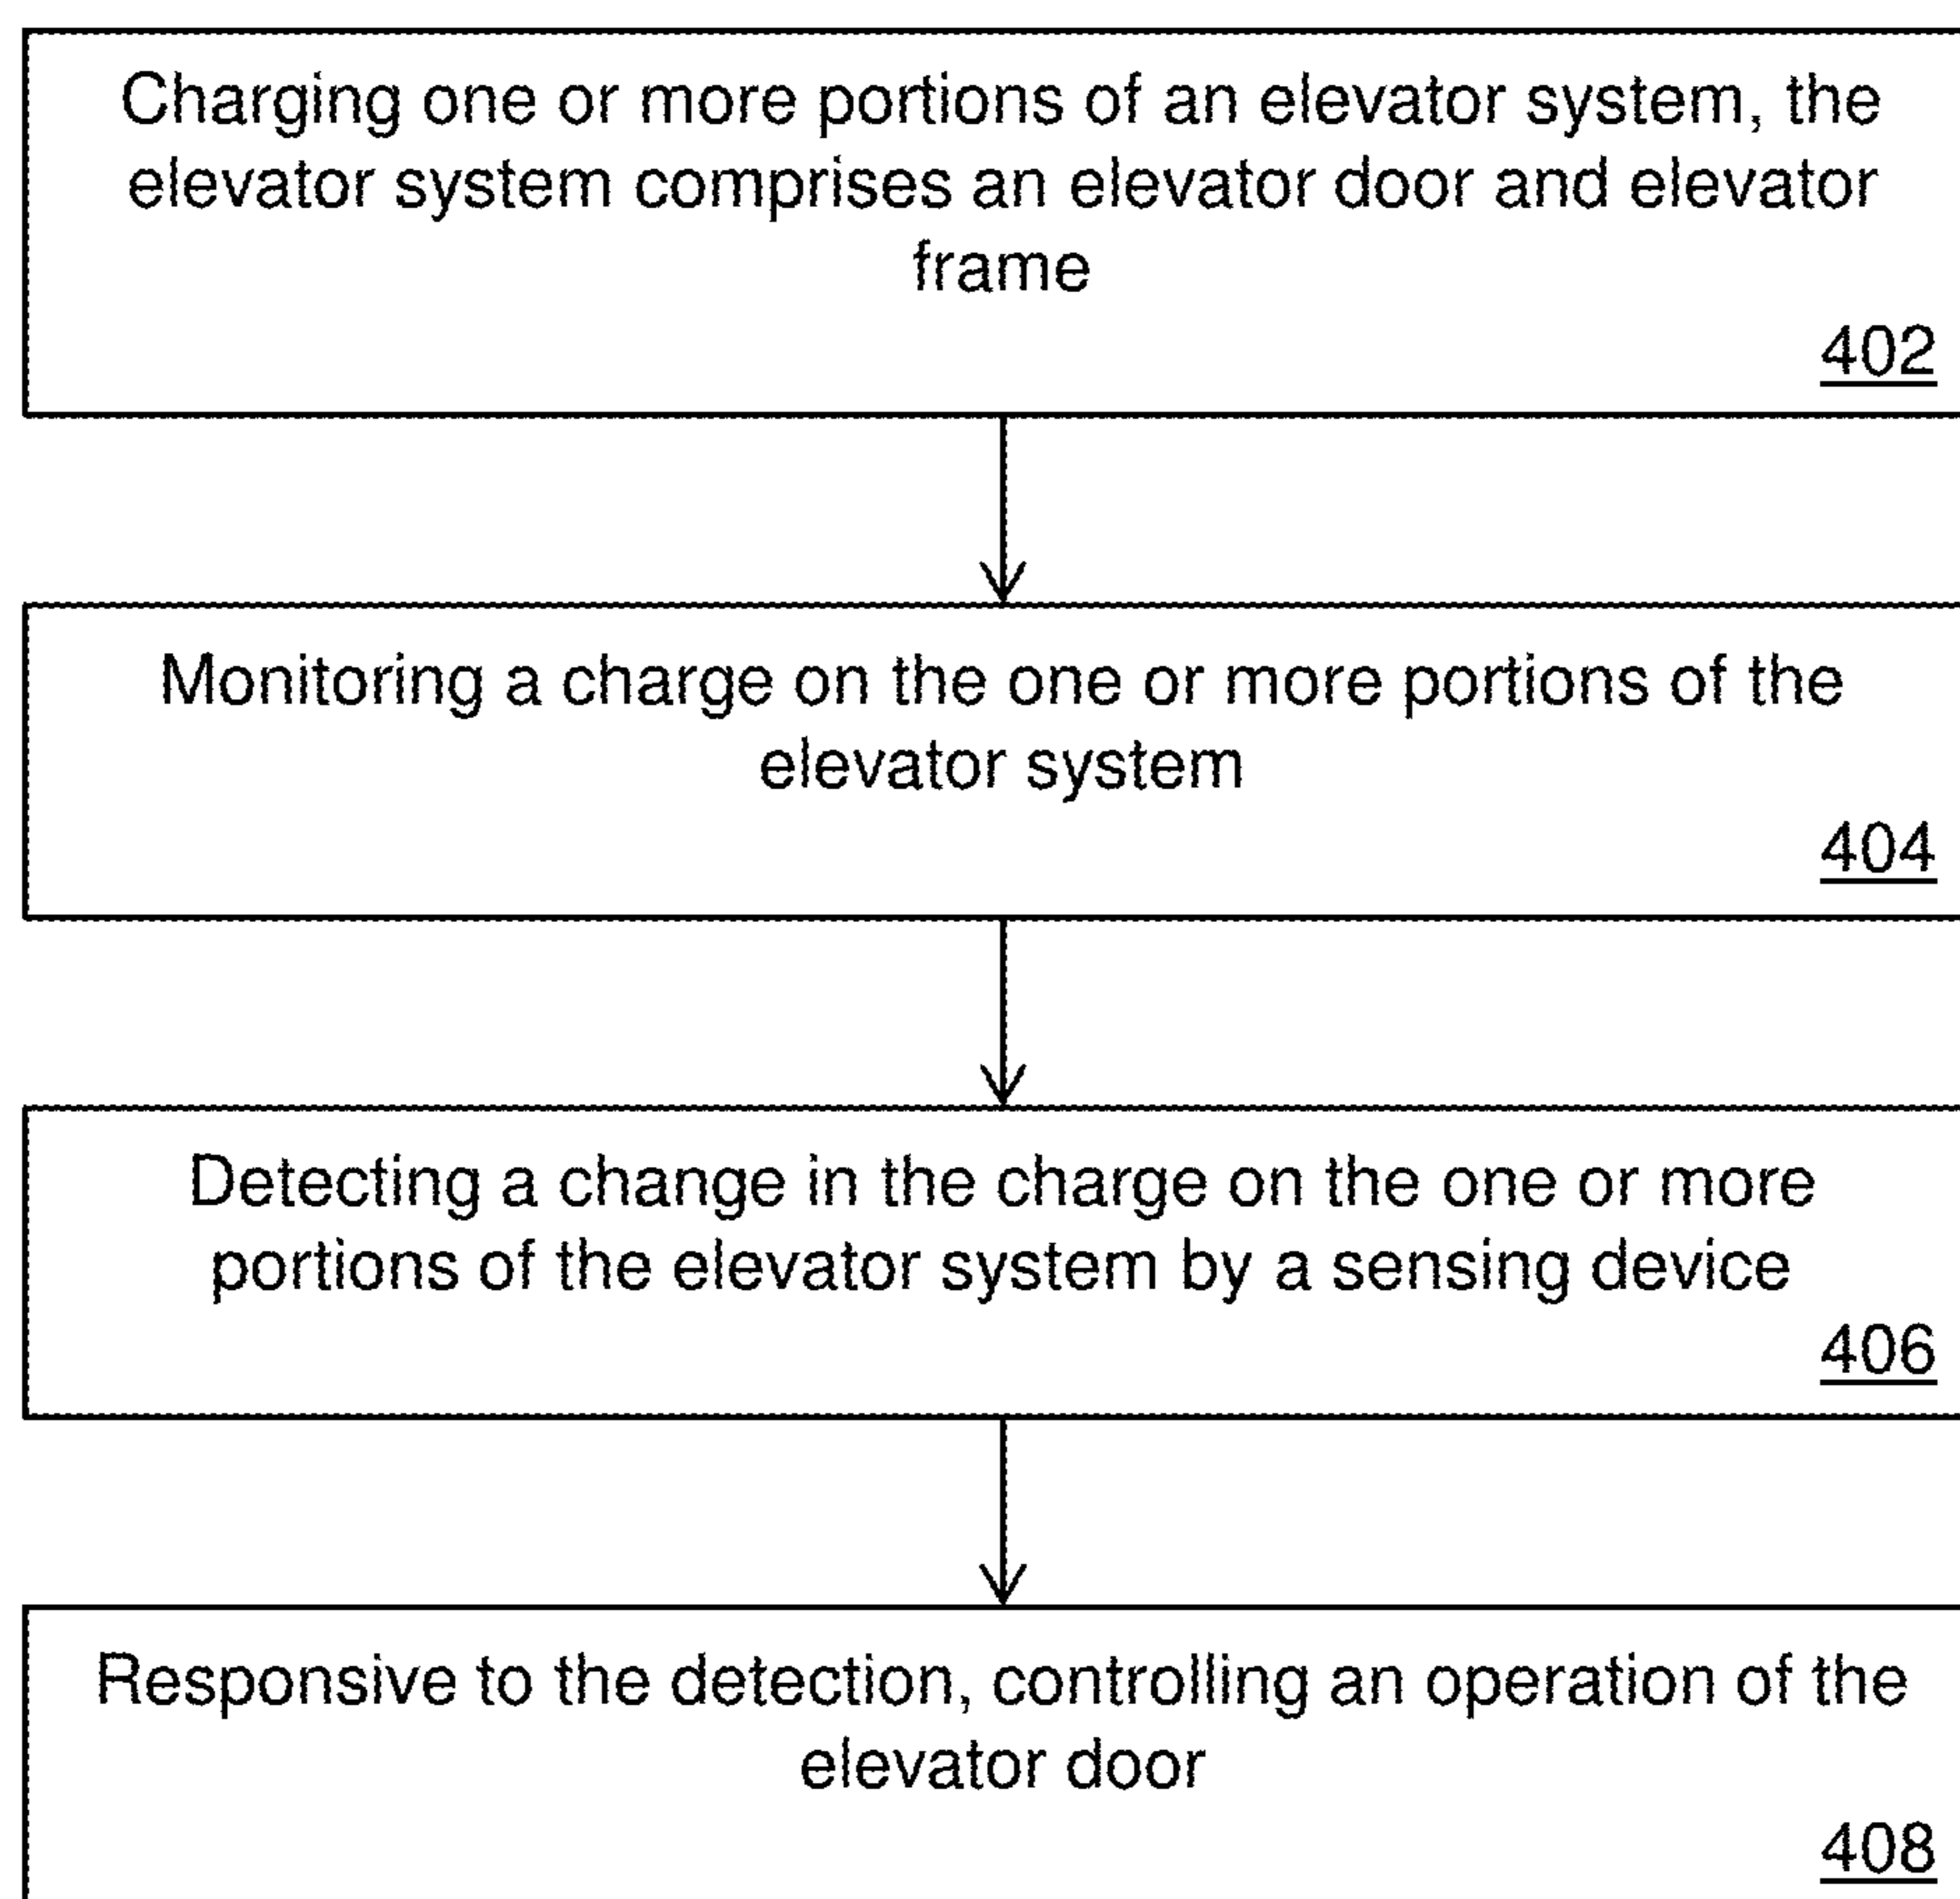 Charging one or more portions of an elevator system, the
elevator system comprises an elevator door and elevator
frame
402
Monitoring a charge on the one or more portions of the
elevator system
404
Detecting a change in the charge on the one or more
portions of the elevator system by a sensing device
406
Responsive to the detection, controlling an operation of the
elevator door
408